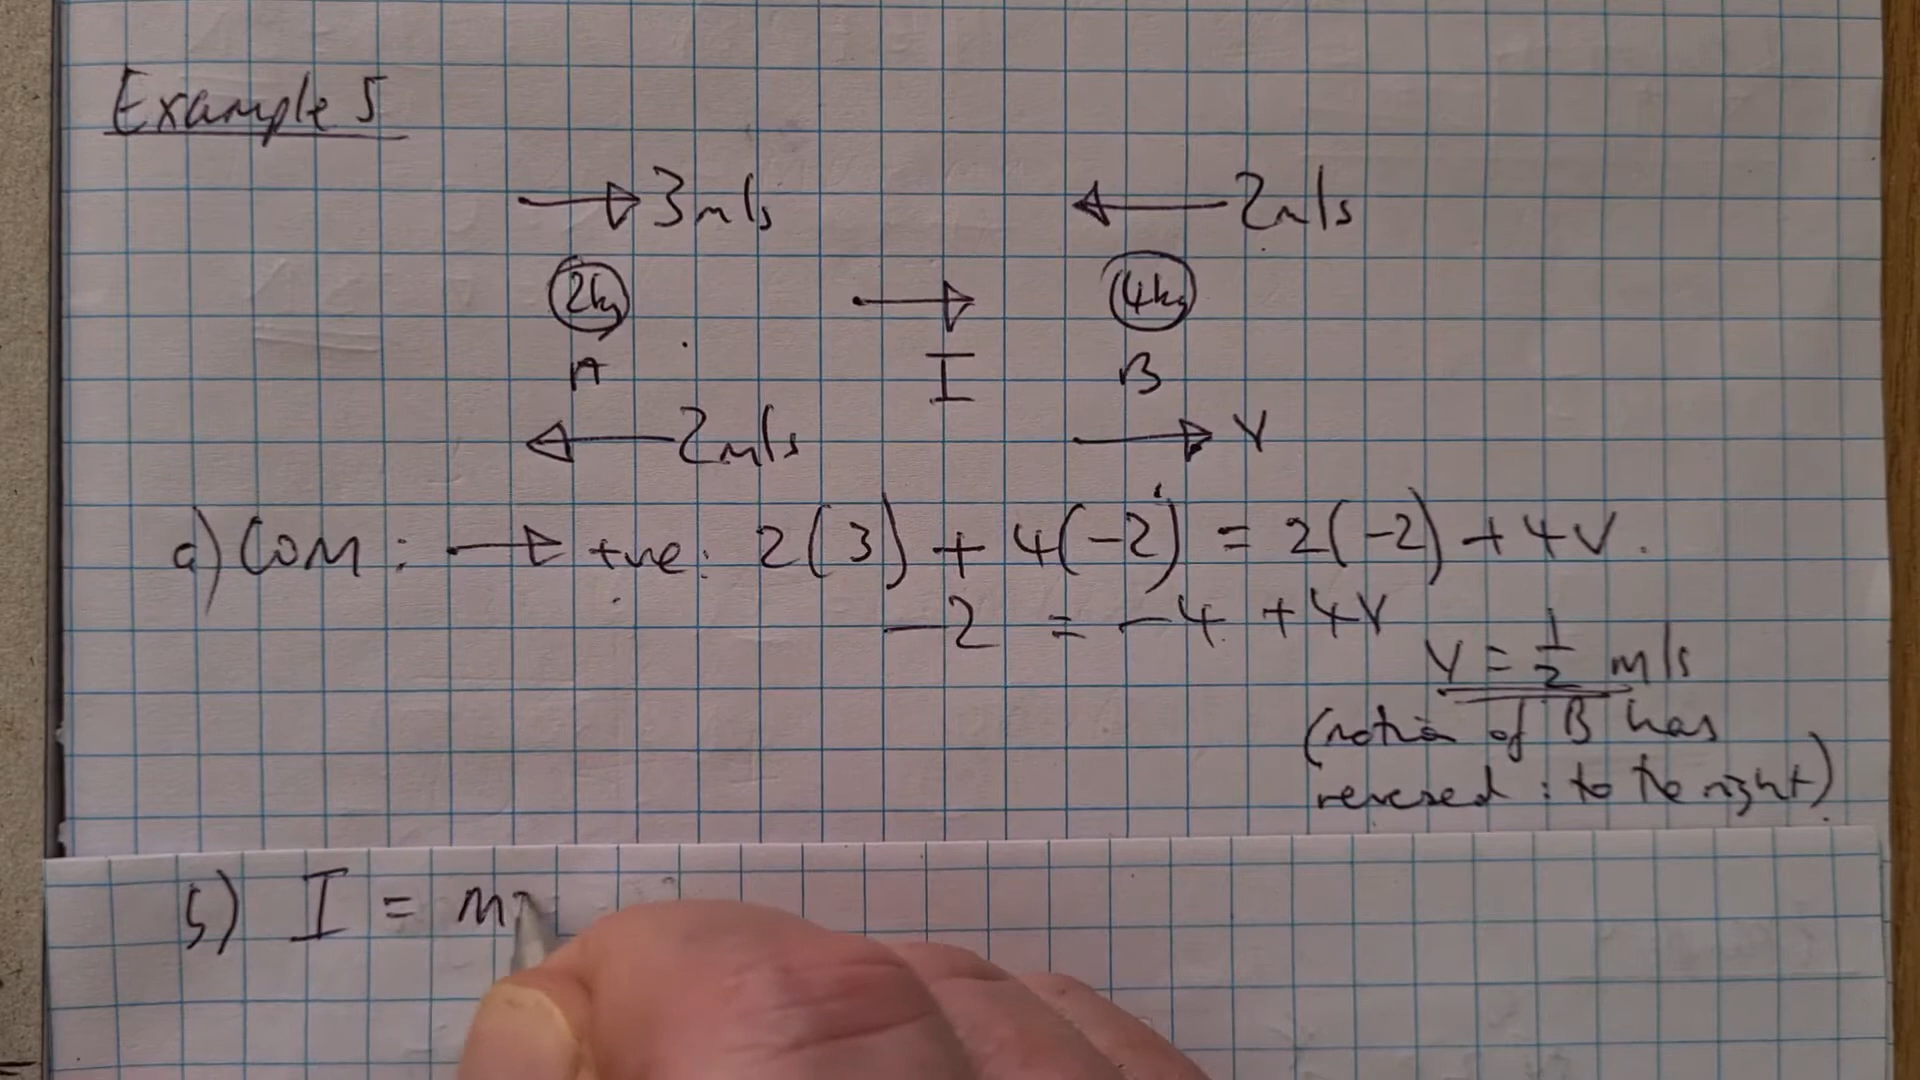 Example 5
3m/s 2m/s
2kg 4kg
A I B
2m/s V
a) COM: +ve: 2(3) + 4(-2) = 2(-2) + 4V.
-2 = -4 + 4V
V = 1/2 m/s
(motion of B has
reversed : to the right)
b) I = m